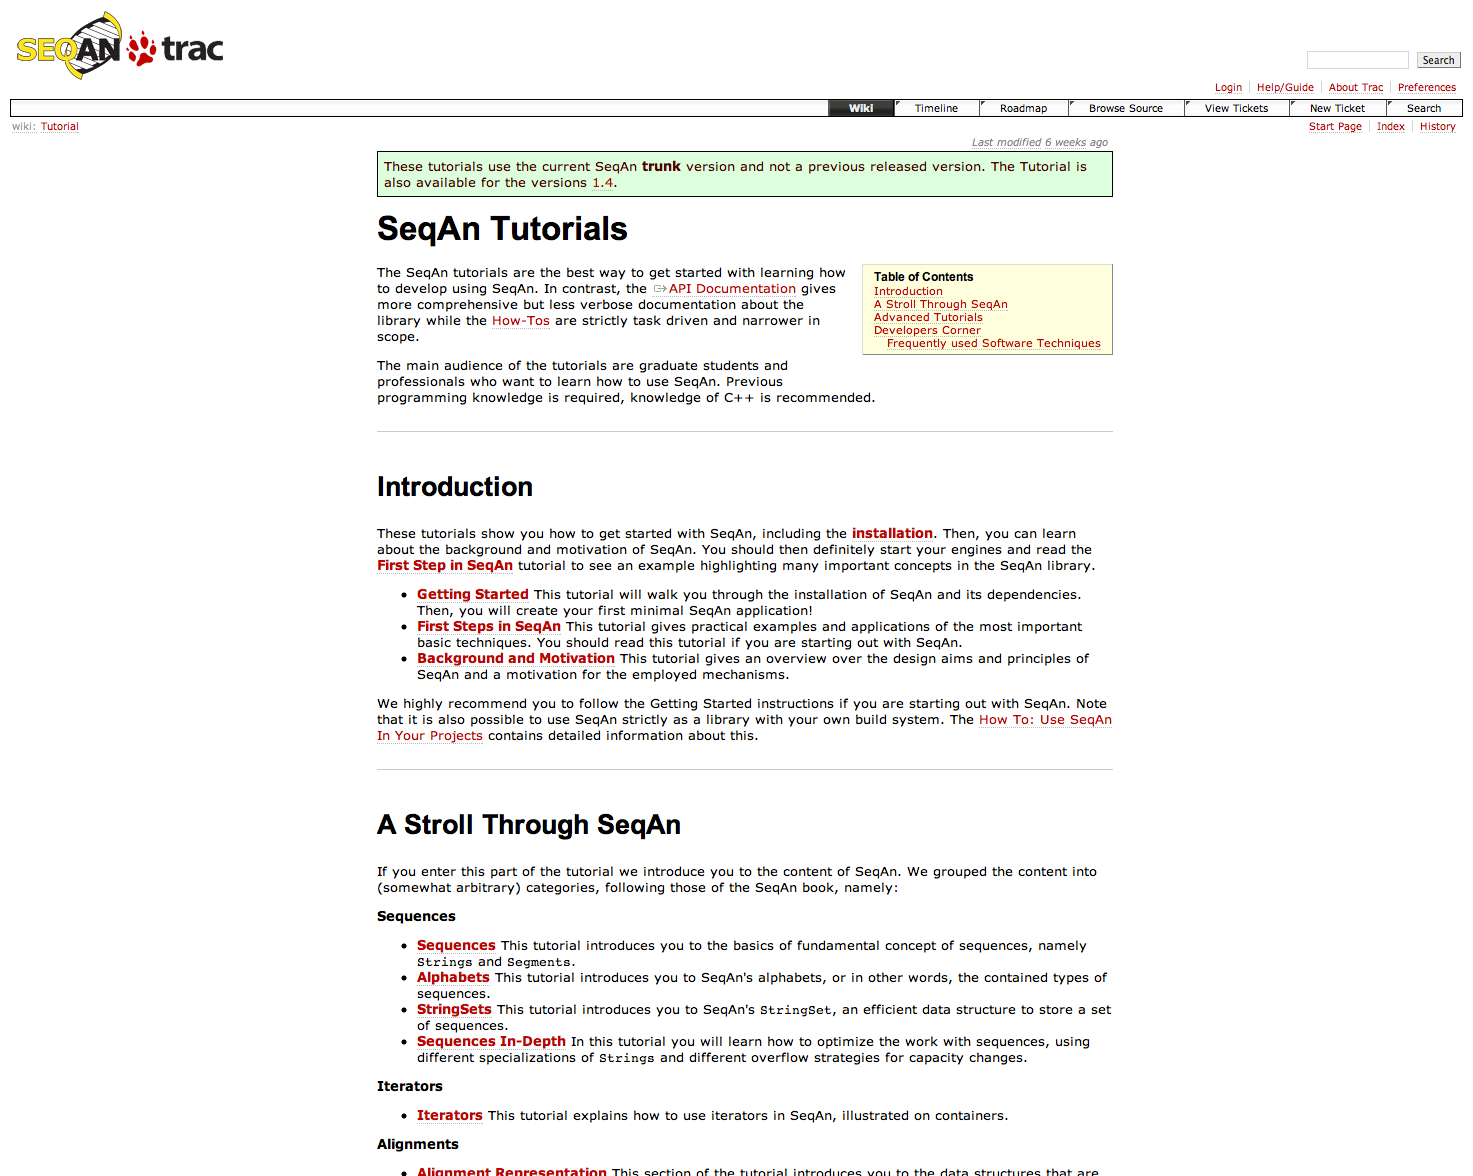 SEQAN trac
Search
Login Help/Guide About Trac Preferences
Wiki Timeline Roadmap Browse Source View Tickets New Ticket Search
wiki: Tutorial
Start Page Index History
Last modified 6 weeks ago
These tutorials use the current SeqAn trunk version and not a previous released version. The Tutorial is
also available for the versions 1.4.
SeqAn Tutorials
The SeqAn tutorials are the best way to get started with learning how
to develop using SeqAn. In contrast, the API Documentation gives
more comprehensive but less verbose documentation about the
library while the How-Tos are strictly task driven and narrower in
scope.
Table of Contents
Introduction
A Stroll Through SeqAn
Advanced Tutorials
Developers Corner
Frequently used Software Techniques
The main audience of the tutorials are graduate students and
professionals who want to learn how to use SeqAn. Previous
programming knowledge is required, knowledge of C++ is recommended.
Introduction
These tutorials show you how to get started with SeqAn, including the installation. Then, you can learn
about the background and motivation of SeqAn. You should then definitely start your engines and read the
First Step in SeqAn tutorial to see an example highlighting many important concepts in the SeqAn library.
• Getting Started This tutorial will walk you through the installation of SeqAn and its dependencies.
Then, you will create your first minimal SeqAn application!
• First Steps in SeqAn This tutorial gives practical examples and applications of the most important
basic techniques. You should read this tutorial if you are starting out with SeqAn.
• Background and Motivation This tutorial gives an overview over the design aims and principles of
SeqAn and a motivation for the employed mechanisms.
We highly recommend you to follow the Getting Started instructions if you are starting out with SeqAn. Note
that it is also possible to use SeqAn strictly as a library with your own build system. The How To: Use SeqAn
In Your Projects contains detailed information about this.
A Stroll Through SeqAn
If you enter this part of the tutorial we introduce you to the content of SeqAn. We grouped the content into
(somewhat arbitrary) categories, following those of the SeqAn book, namely:
Sequences
• Sequences This tutorial introduces you to the basics of fundamental concept of sequences, namely
Strings and Segments.
• Alphabets This tutorial introduces you to SeqAn's alphabets, or in other words, the contained types of
sequences.
• StringSets This tutorial introduces you to SeqAn's StringSet, an efficient data structure to store a set
of sequences.
• Sequences In-Depth In this tutorial you will learn how to optimize the work with sequences, using
different specializations of Strings and different overflow strategies for capacity changes.
Iterators
• Iterators This tutorial explains how to use iterators in SeqAn, illustrated on containers.
Alignments
• Alignment Representation This section of the tutorial introduces you to the data structures that are